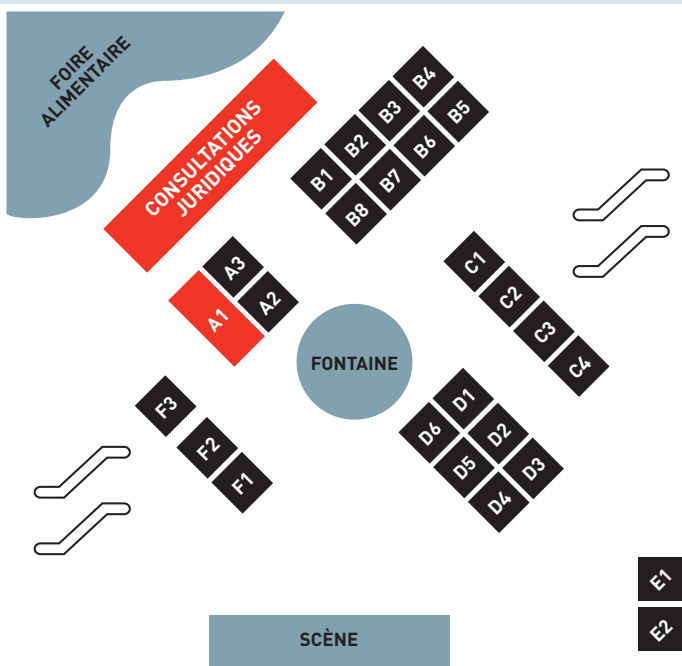 FOIRE
ALIMENTAIRE
CONSULTATIONS
JURIDIQUES
B1
B2
B3
B4
B5
B6
B7
B8
A3
A2
A1
C1
C2
C3
C4
FONTAINE
D1
D2
D3
D4
D5
D6
F3
F2
F1
E1
E2
SCÈNE